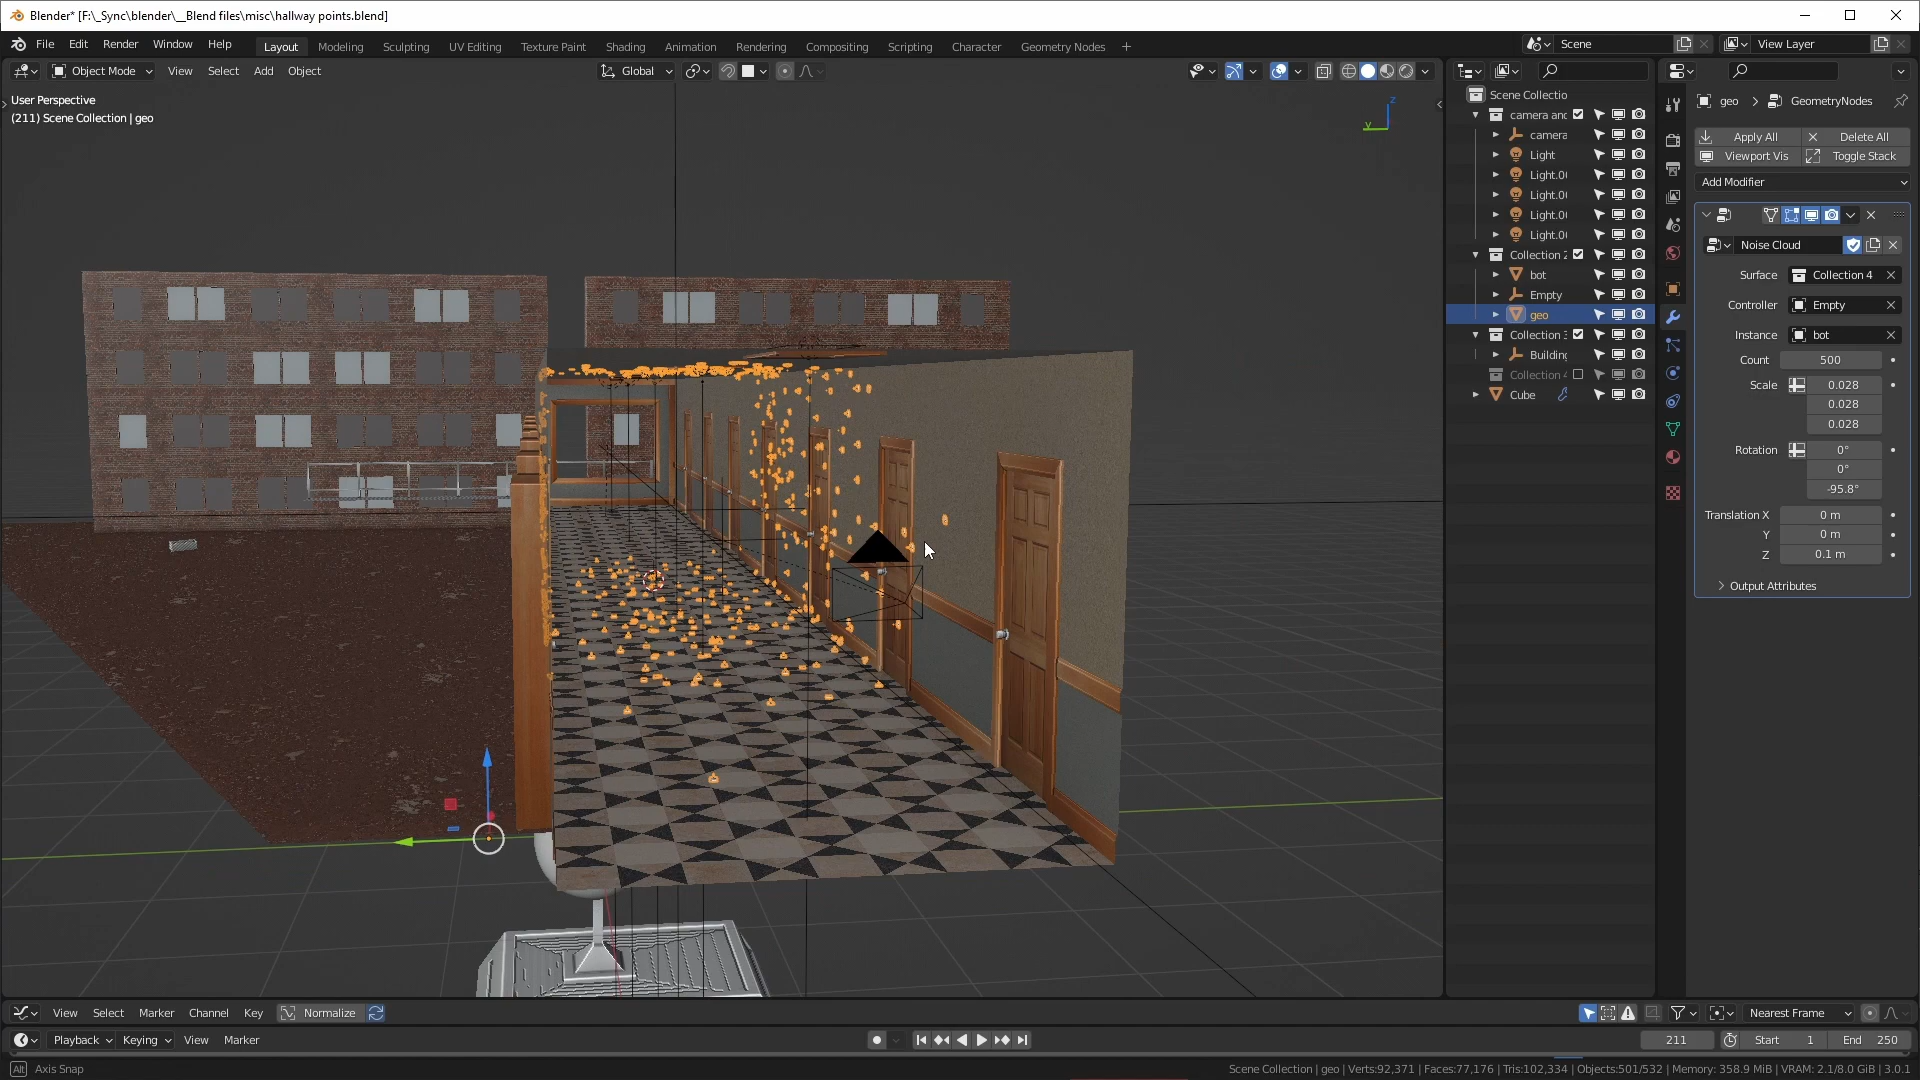 Blender* [F:\_Sync\blender\__Blend files\misc\hallway points.blend]
File Edit Render Window Help
Layout Modeling Sculpting UV Editing Texture Paint Shading Animation Rendering Compositing Scripting Character Geometry Nodes +
Scene
View Layer
Object Mode View Select Add Object
Global
User Perspective
(211) Scene Collection | geo
Z
Y
Scene Collectio
camera and
camera
Light
Light.0
Light.0
Light.0
Light.0
Collection 2
bot
Empty
geo
Collection 3
Building
Collection 4
Cube
geo > GeometryNodes
Apply All Delete All
Viewport Vis Toggle Stack
Add Modifier
Noise Cloud
Surface Collection 4
Controller Empty
Instance bot
Count 500
Scale 0.028
0.028
0.028
Rotation 0°
0°
-95.8°
Translation X 0 m
Y 0 m
Z 0.1 m
Output Attributes
View Select Marker Channel Key Normalize
Nearest Frame
Playback Keying View Marker
211 Start 1 End 250
Alt Axis Snap
Scene Collection | geo | Verts:92,371 | Faces:77,176 | Tris:102,334 | Objects:501/532 | Memory: 358.9 MiB | VRAM: 2.1/8.0 GiB | 3.0.1